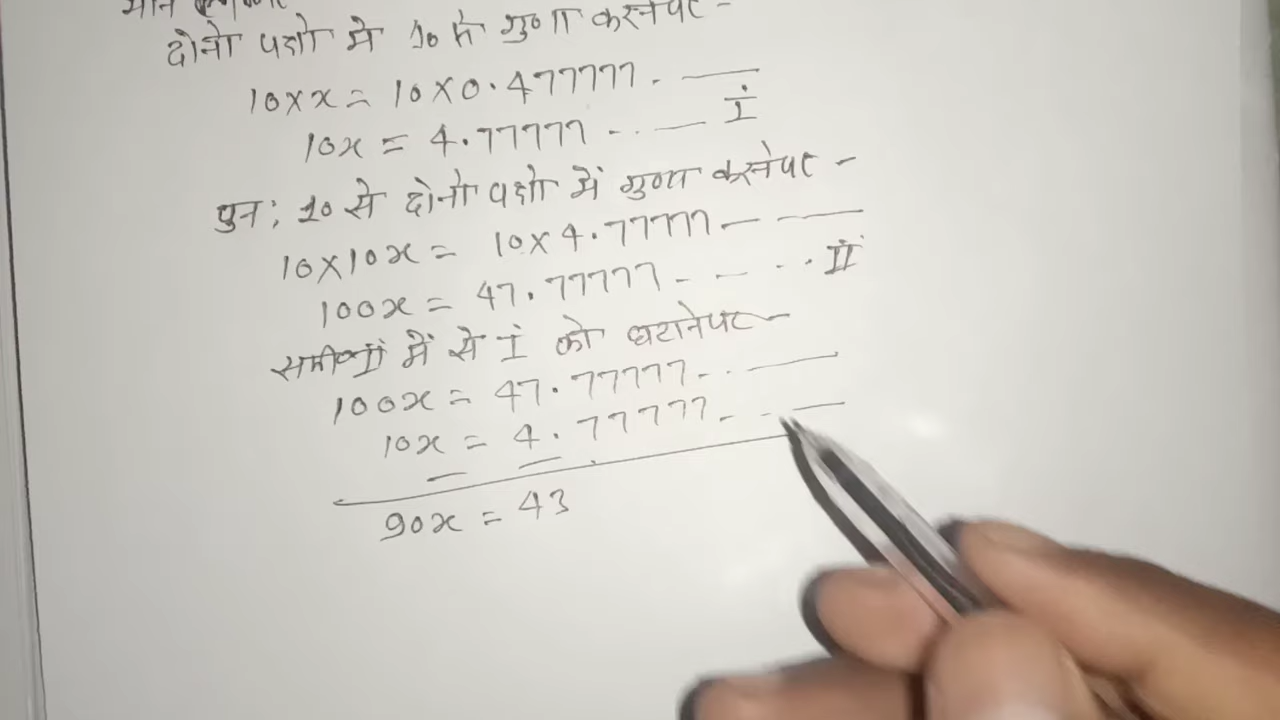 मान
दोनो पक्षो मे 10 से गुणा करनेपर -
10×x = 10×0.477777. ——
10x = 4.77777 .. —— I
पुन: 10 से दोनो पक्षो में गुणा करनेपर -
10×10x = 10×4.77777 — ——
100x = 47.77777 - — .. II
समी० II में से I को घटानेपर -
100x = 47.77777 - . ——
10x = 4.77777 - - ——
— —
90x = 43